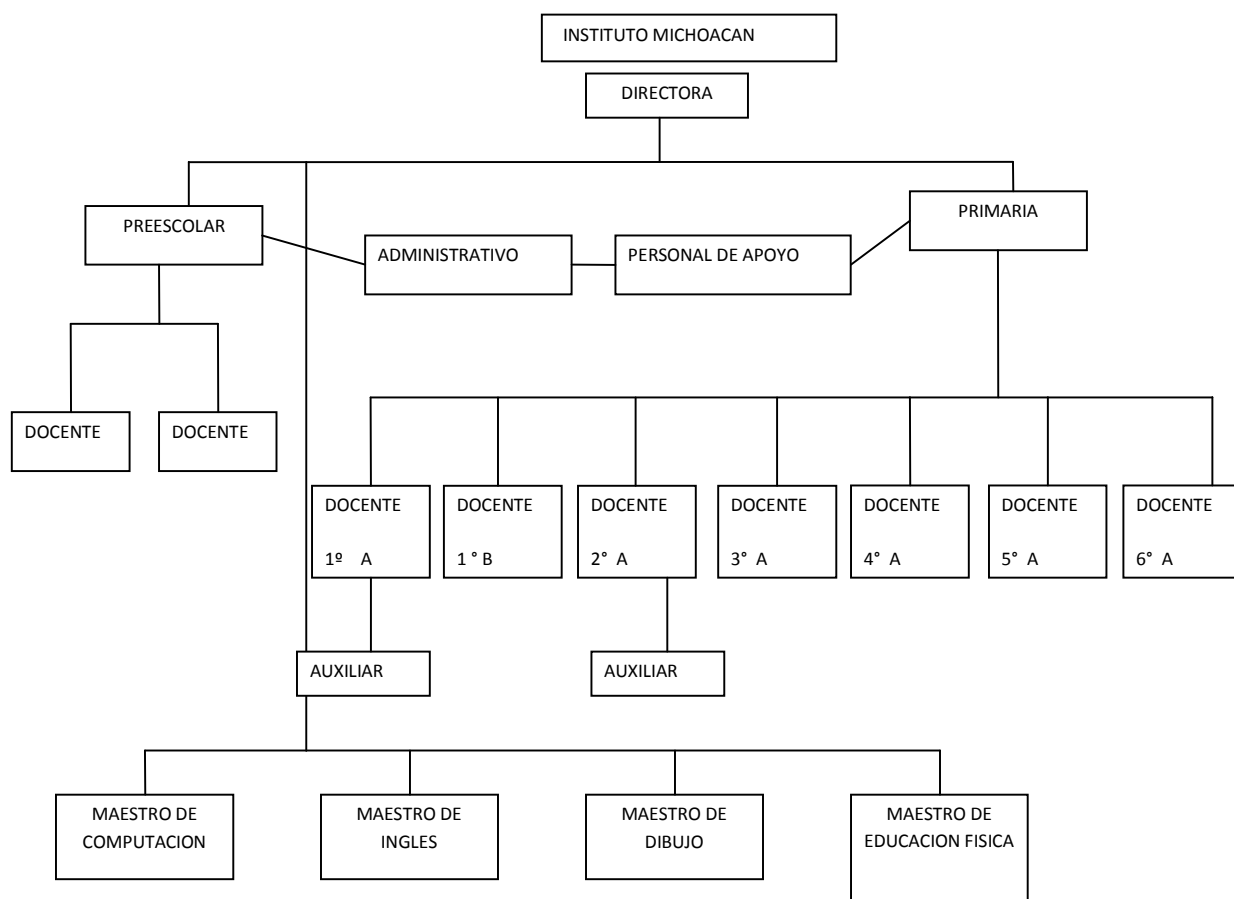 INSTITUTO MICHOACAN
DIRECTORA
PREESCOLAR
PRIMARIA
ADMINISTRATIVO
PERSONAL DE APOYO
DOCENTE
DOCENTE
DOCENTE
1º A
DOCENTE
1 ° B
DOCENTE
2° A
DOCENTE
3° A
DOCENTE
4° A
DOCENTE
5° A
DOCENTE
6° A
AUXILIAR
AUXILIAR
MAESTRO DE
COMPUTACION
MAESTRO DE
INGLES
MAESTRO DE
DIBUJO
MAESTRO DE
EDUCACION FISICA